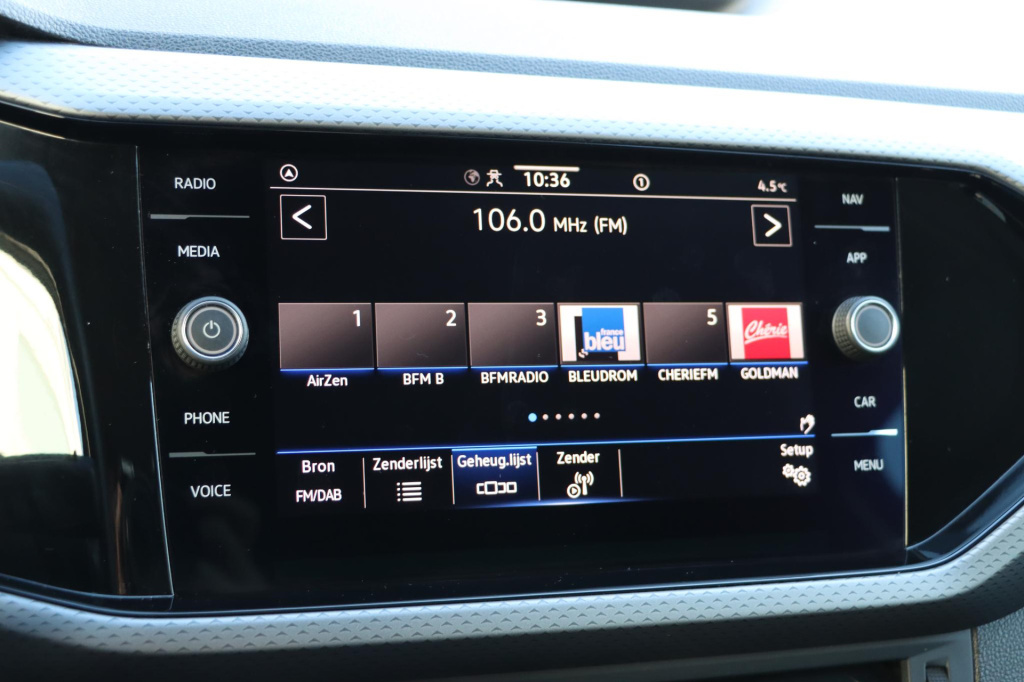 RADIO
MEDIA
PHONE
VOICE
10:36
1
4.5°C
106.0 MHz (FM)
1
2
3
france
bleu
5
Chérie
AirZen
BFM B
BFMRADIO
BLEUDROM
CHERIEFM
GOLDMAN
Bron
FM/DAB
Zenderlijst
Geheug.lijst
Zender
Setup
NAV
APP
CAR
MENU